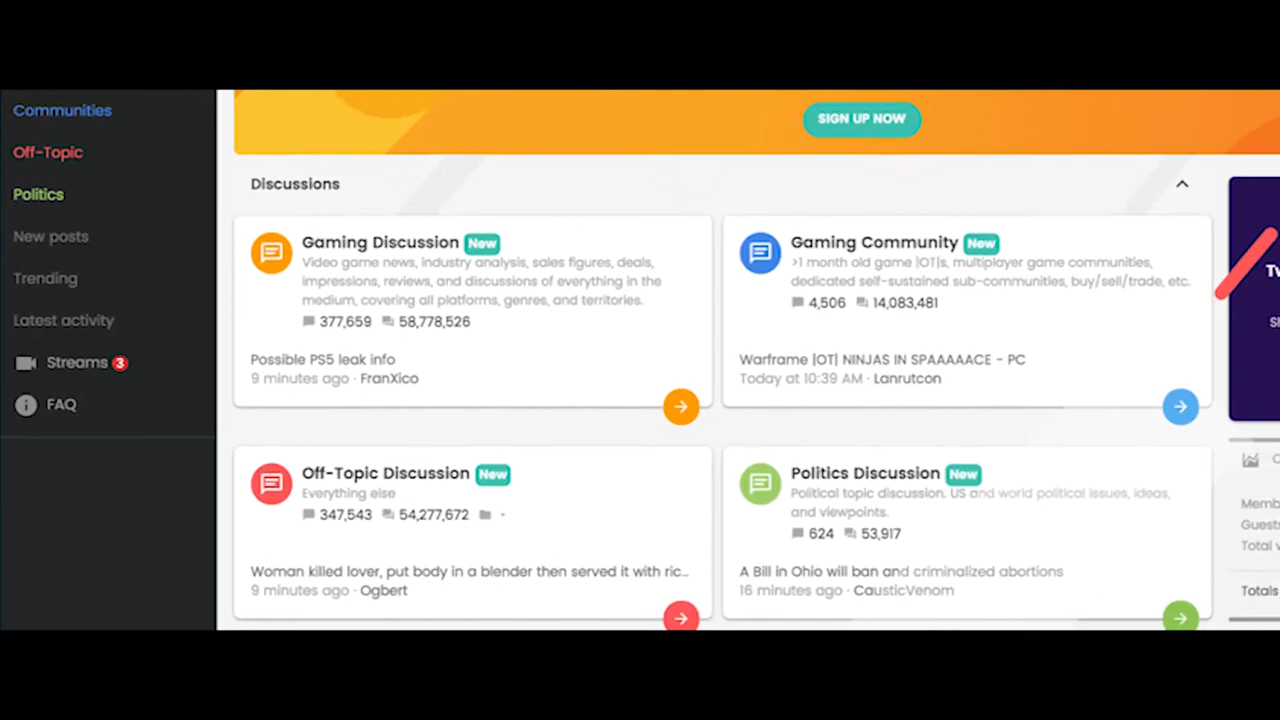 Communities
Off-Topic
Politics
New posts
Trending
Latest activity
Streams 3
FAQ
SIGN UP NOW
Discussions
Gaming Discussion New
Video game news, industry analysis, sales figures, deals,
impressions, reviews, and discussions of everything in the
medium, covering all platforms, genres, and territories.
377,659 58,778,526
Possible PS5 leak info
9 minutes ago · FranXico
Gaming Community New
>1 month old game |OT|s, multiplayer game communities,
dedicated self-sustained sub-communities, buy/sell/trade, etc.
4,506 14,083,481
Warframe |OT| NINJAS IN SPAAAAACE - PC
Today at 10:39 AM · Lanrutcon
Off-Topic Discussion New
Everything else
347,543 54,277,672 -
Woman killed lover, put body in a blender then served it with ric...
9 minutes ago · Ogbert
Politics Discussion New
Political topic discussion. US and world political issues, ideas,
and viewpoints.
624 53,917
A Bill in Ohio will ban and criminalized abortions
16 minutes ago · CausticVenom
Totals